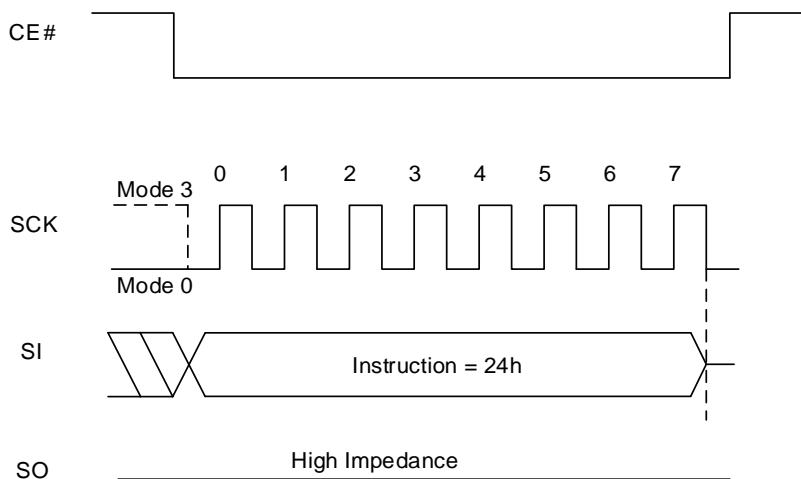 CE#
0 1 2 3 4 5 6 7
Mode 3
SCK
Mode 0
SI
Instruction = 24h
High Impedance
SO